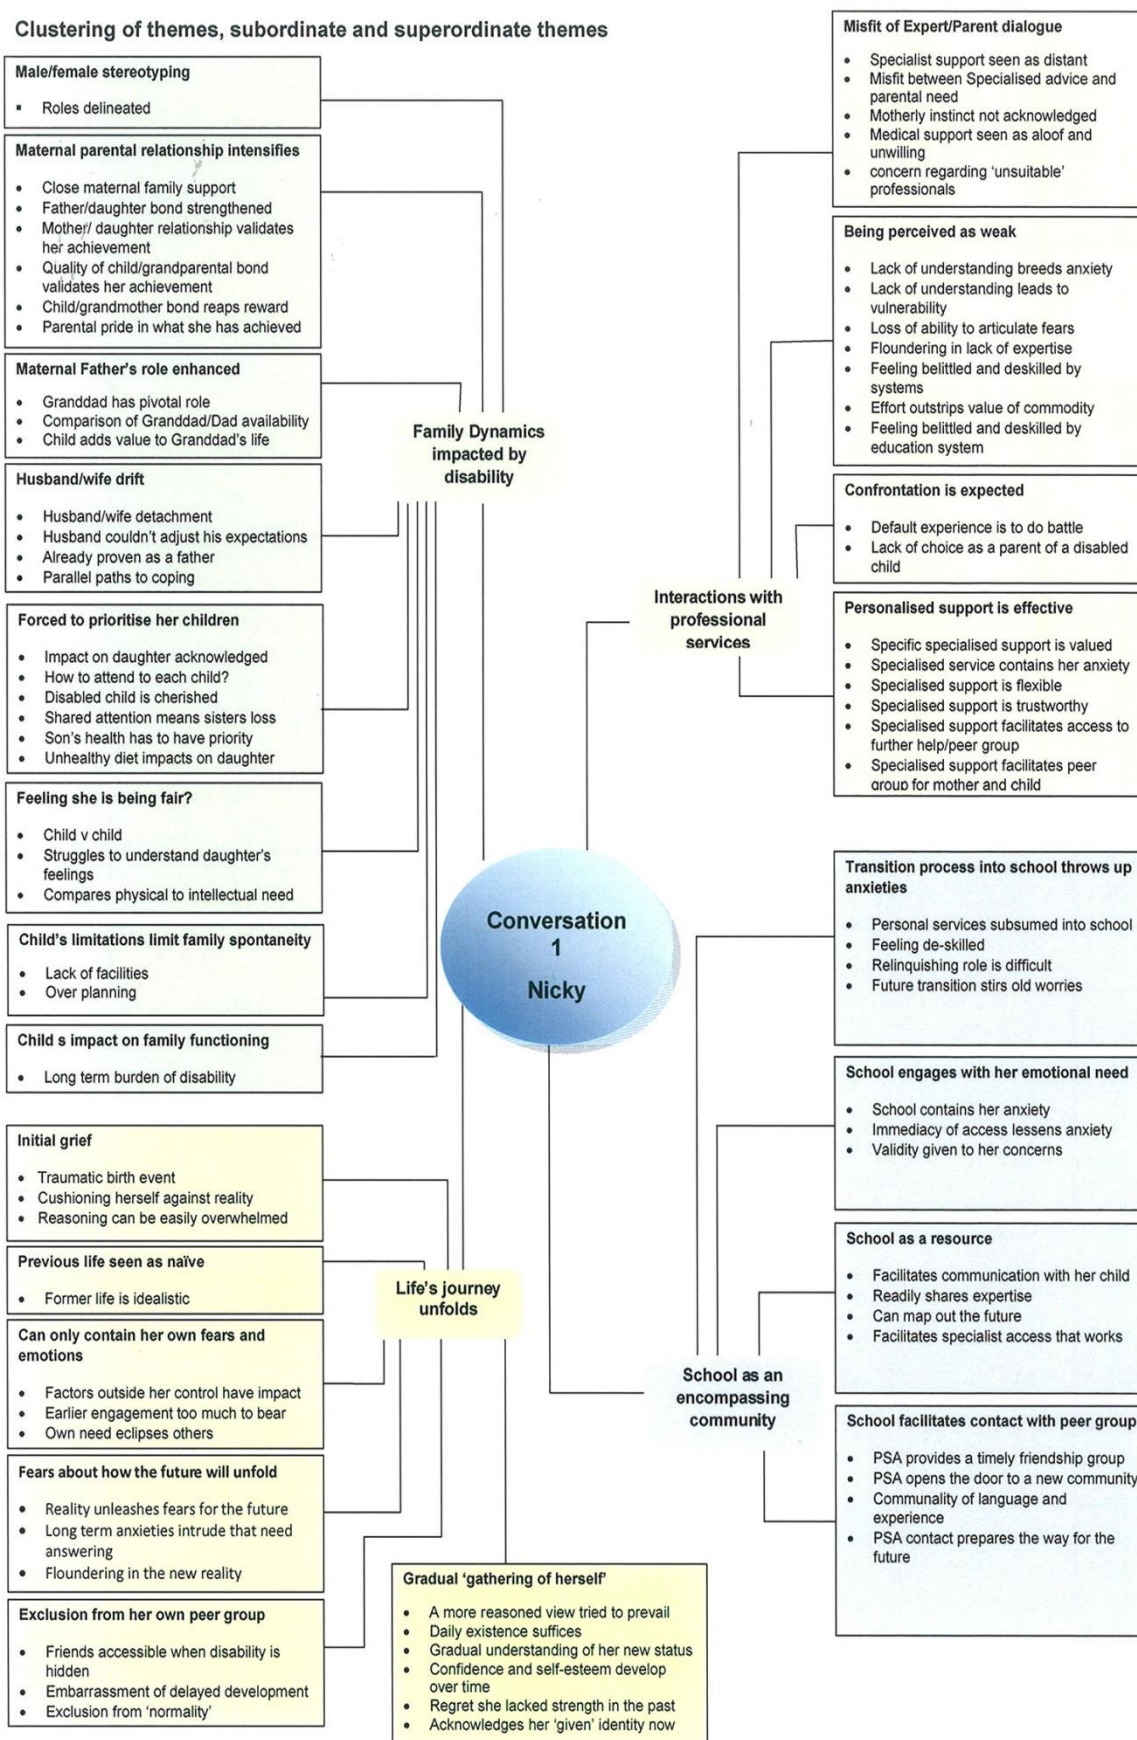 Clustering of themes, subordinate and superordinate themes
Male/female stereotyping
▪ Roles delineated
Maternal parental relationship intensifies
• Close maternal family support
• Father/daughter bond strengthened
• Mother/ daughter relationship validates
her achievement
• Quality of child/grandparental bond
validates her achievement
• Child/grandmother bond reaps reward
• Parental pride in what she has achieved
Maternal Father's role enhanced
• Granddad has pivotal role
• Comparison of Granddad/Dad availability
• Child adds value to Granddad's life
Husband/wife drift
• Husband/wife detachment
• Husband couldn't adjust his expectations
• Already proven as a father
• Parallel paths to coping
Forced to prioritise her children
• Impact on daughter acknowledged
• How to attend to each child?
• Disabled child is cherished
• Shared attention means sisters loss
• Son's health has to have priority
• Unhealthy diet impacts on daughter
Feeling she is being fair?
• Child v child
• Struggles to understand daughter's
feelings
• Compares physical to intellectual need
Child's limitations limit family spontaneity
• Lack of facilities
• Over planning
Child s impact on family functioning
• Long term burden of disability
Family Dynamics
impacted by
disability
Initial grief
• Traumatic birth event
• Cushioning herself against reality
• Reasoning can be easily overwhelmed
Previous life seen as naïve
• Former life is idealistic
Can only contain her own fears and
emotions
• Factors outside her control have impact
• Earlier engagement too much to bear
• Own need eclipses others
Fears about how the future will unfold
• Reality unleashes fears for the future
• Long term anxieties intrude that need
answering
• Floundering in the new reality
Exclusion from her own peer group
• Friends accessible when disability is
hidden
• Embarrassment of delayed development
• Exclusion from 'normality'
Life's journey
unfolds
Gradual 'gathering of herself'
• A more reasoned view tried to prevail
• Daily existence suffices
• Gradual understanding of her new status
• Confidence and self-esteem develop
over time
• Regret she lacked strength in the past
• Acknowledges her 'given' identity now
Conversation
1
Nicky
Misfit of Expert/Parent dialogue
• Specialist support seen as distant
• Misfit between Specialised advice and
parental need
• Motherly instinct not acknowledged
• Medical support seen as aloof and
unwilling
• concern regarding 'unsuitable'
professionals
Being perceived as weak
• Lack of understanding breeds anxiety
• Lack of understanding leads to
vulnerability
• Loss of ability to articulate fears
• Floundering in lack of expertise
• Feeling belittled and deskilled by
systems
• Effort outstrips value of commodity
• Feeling belittled and deskilled by
education system
Confrontation is expected
• Default experience is to do battle
• Lack of choice as a parent of a disabled
child
Interactions with
professional
services
Personalised support is effective
• Specific specialised support is valued
• Specialised service contains her anxiety
• Specialised support is flexible
• Specialised support is trustworthy
• Specialised support facilitates access to
further help/peer group
• Specialised support facilitates peer
group for mother and child
Transition process into school throws up
anxieties
• Personal services subsumed into school
• Feeling de-skilled
• Relinquishing role is difficult
• Future transition stirs old worries
School engages with her emotional need
• School contains her anxiety
• Immediacy of access lessens anxiety
• Validity given to her concerns
School as a resource
• Facilitates communication with her child
• Readily shares expertise
• Can map out the future
• Facilitates specialist access that works
School as an
encompassing
community
School facilitates contact with peer group
• PSA provides a timely friendship group
• PSA opens the door to a new community
• Communality of language and
experience
• PSA contact prepares the way for the
future